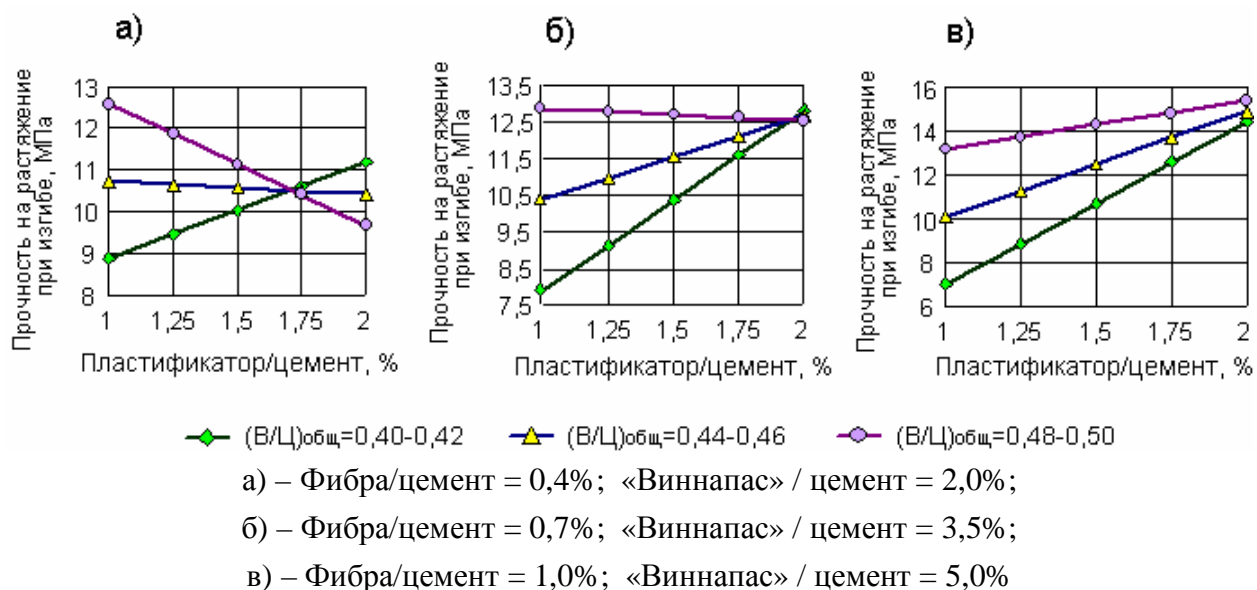 а)
б)
в)
Прочность на растяжение
при изгибе, МПа
13
12
11
10
9
8
1
1,25
1,5
1,75
2
Пластификатор/цемент, %
Прочность на растяжение
при изгибе, МПа
13,5
12,5
11,5
10,5
9,5
8,5
7,5
1
1,25
1,5
1,75
2
Пластификатор/цемент, %
Прочность на растяжение
при изгибе, МПа
16
14
12
10
8
6
1
1,25
1,5
1,75
2
Пластификатор/цемент, %
(В/Ц)общ=0,40-0,42
(В/Ц)общ=0,44-0,46
(В/Ц)общ=0,48-0,50
а) – Фибра/цемент = 0,4%; «Виннапас» / цемент = 2,0%;
б) – Фибра/цемент = 0,7%; «Виннапас» / цемент = 3,5%;
в) – Фибра/цемент = 1,0%; «Виннапас» / цемент = 5,0%